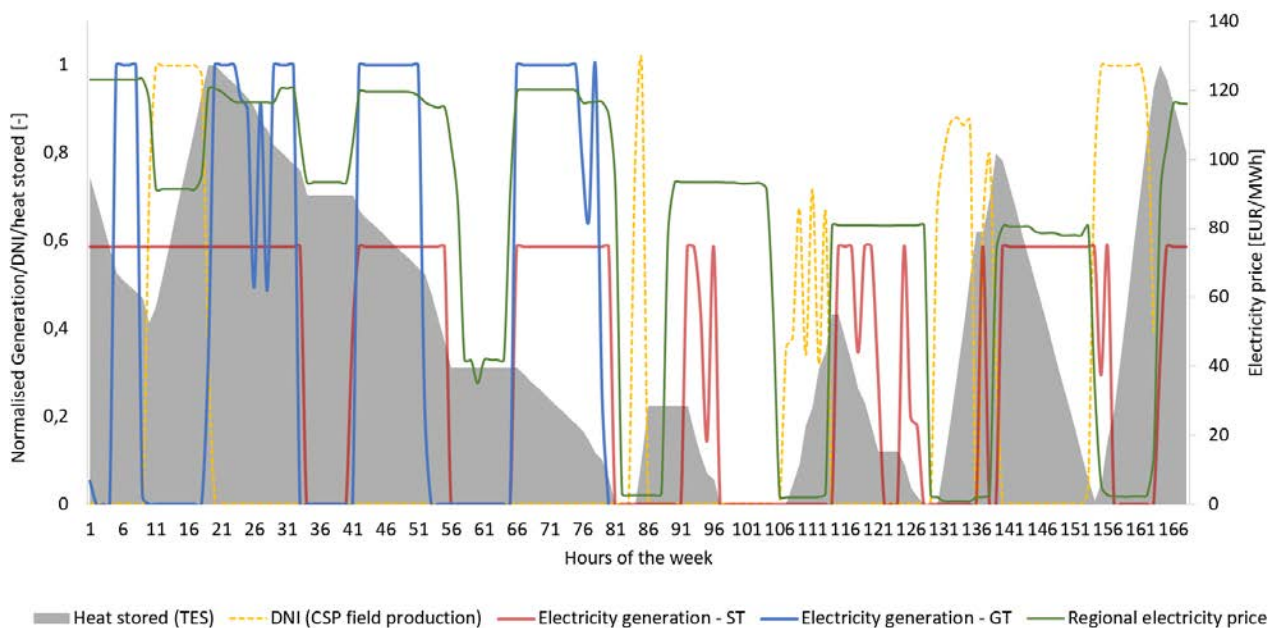 Normalised Generation/DNI/heat stored [-]
1
0,8
0,6
0,4
0,2
0
140
120
100
80
60
40
20
0
Electricity price [EUR/MWh]
1 6 11 16 21 26 31 36 41 46 51 56 61 66 71 76 81 86 91 96 101 106 111 116 121 126 131 136 141 146 151 156 161 166
Hours of the week
Heat stored (TES) DNI (CSP field production) Electricity generation - ST Electricity generation - GT Regional electricity price